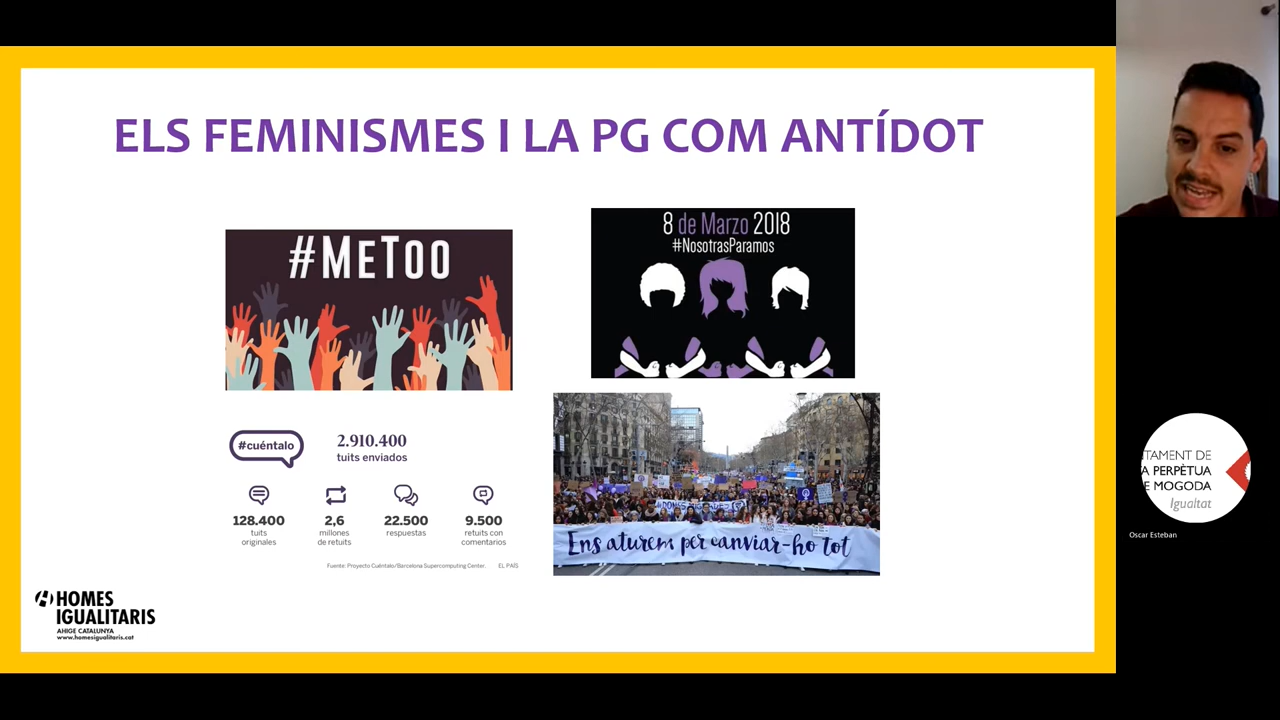 ELS FEMINISMES I LA PG COM ANTÍDOT
#METOO
8 de Marzo 2018
#NosotrasParamos
#cuéntalo
2.910.400
tuits enviados
128.400
tuits
originales
2,6
millones
de retuits
22.500
respuestas
9.500
retuits con
comentarios
Fuente: Proyecto Cuéntalo/Barcelona Supercomputing Center. EL PAÍS
Ens aturem per canviar-ho tot
HOMES
IGUALITARIS
AHIGE CATALUNYA
www.homesigualitaris.cat
TAMENT DE
A PERPÈTUA
E MOGODA
Igualtat
Oscar Esteban